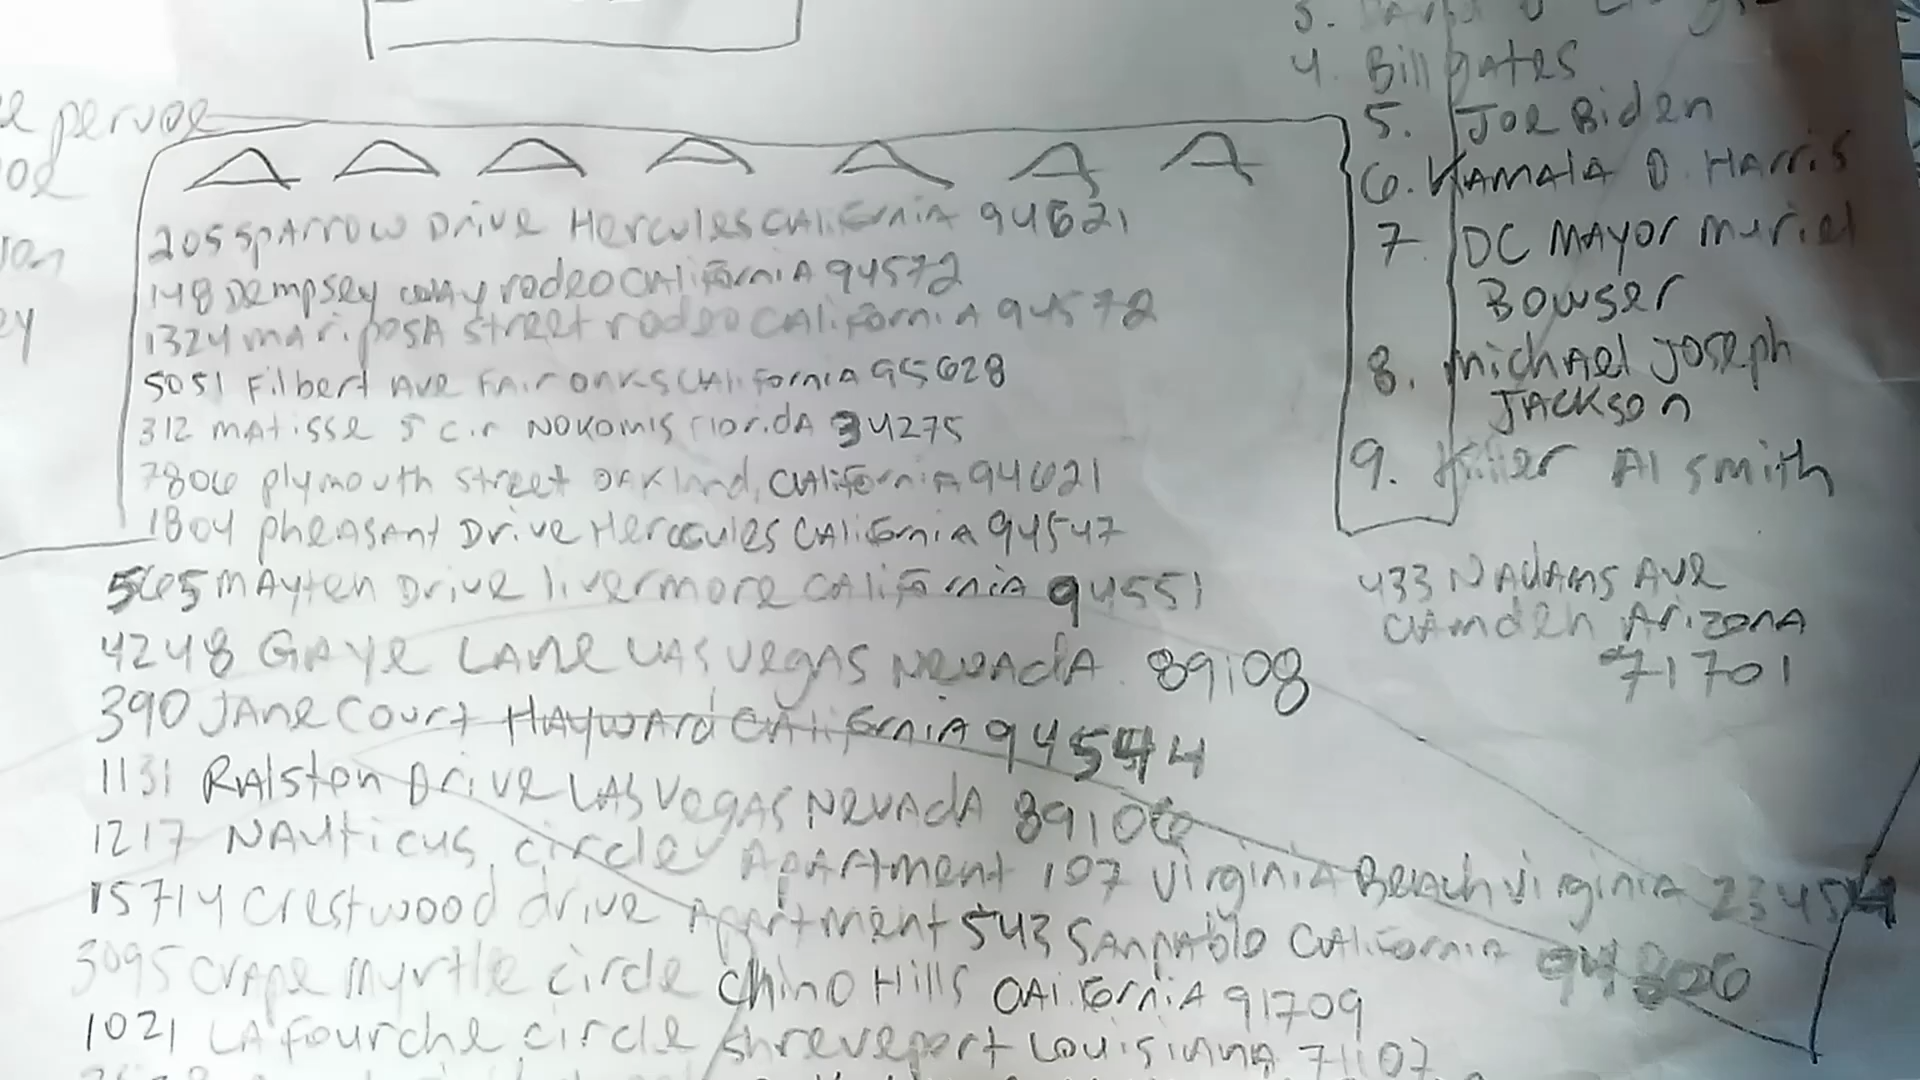 4. Bill gates
5. Joe Biden
6. Kamala D. Harris
7 DC Mayor muriel
Bowser
8. michael Joseph
Jackson
9. Killer Al smith
433 N Adams Ave
Camden Arizona
71701
205 sparrow Drive Hercules California 94621
148 Dempsey way rodeo California 94572
1324 mariposa street rodeo California 94572
5051 Filbert Ave Fair oaks California 95628
312 matisse cir Nokomis Florida 34275
7806 plymouth street oakland, California 94621
1804 pheasant Drive Hercules California 94547
565 mayten Drive livermore California 94551
4248 Gaye Lane Las vegas Nevada 89108
390 Jane Court Hayward California 94544
1131 Ralston Drive Las Vegas Nevada 89106
1217 Nauticus circle Apartment 107 virginia Beach virginia 23454
15714 Crestwood drive Apartment 543 Sanpablo California 94806
3095 Crape myrtle circle Chino Hills California 91709
1021 LA fourche circle shreveport Louisianna 71107